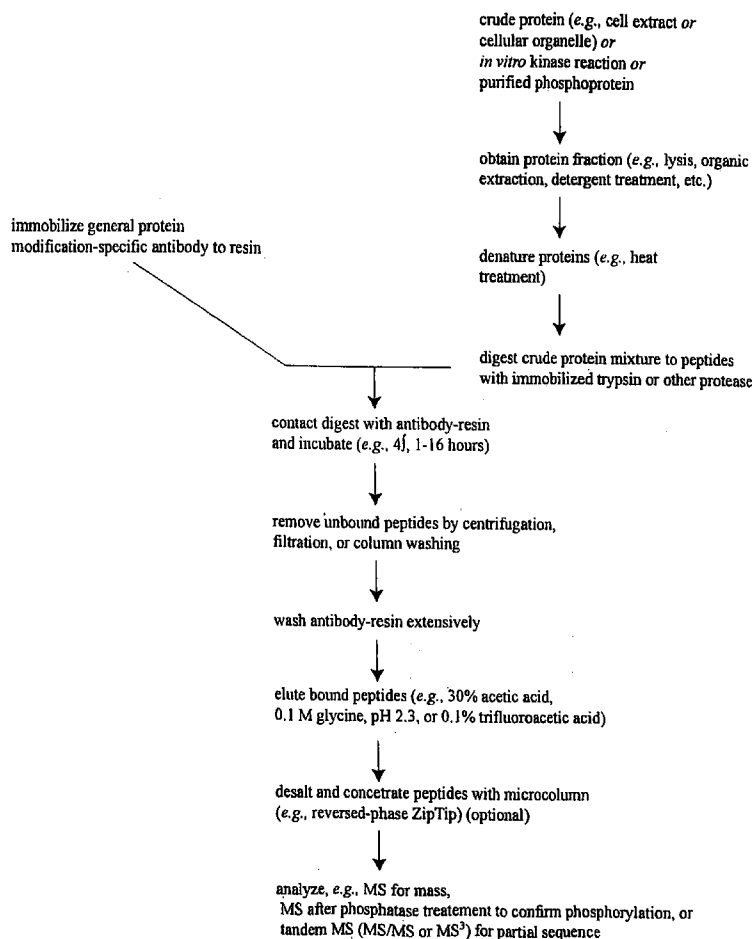 crude protein (e.g., cell extract or
cellular organelle) or
in vitro kinase reaction or
purified phosphoprotein
obtain protein fraction (e.g., lysis, organic
extraction, detergent treatment, etc.)
immobilize general protein
modification-specific antibody to resin
denature proteins (e.g., heat
treatment)
digest crude protein mixture to peptides
with immobilized trypsin or other protease
contact digest with antibody-resin
and incubate (e.g., 4∫, 1-16 hours)
remove unbound peptides by centrifugation,
filtration, or column washing
wash antibody-resin extensively
elute bound peptides (e.g., 30% acetic acid,
0.1 M glycine, pH 2.3, or 0.1% trifluoroacetic acid)
desalt and concetrate peptides with microcolumn
(e.g., reversed-phase ZipTip) (optional)
analyze, e.g., MS for mass,
MS after phosphatase treatement to confirm phosphorylation, or
tandem MS (MS/MS or MS³) for partial sequence